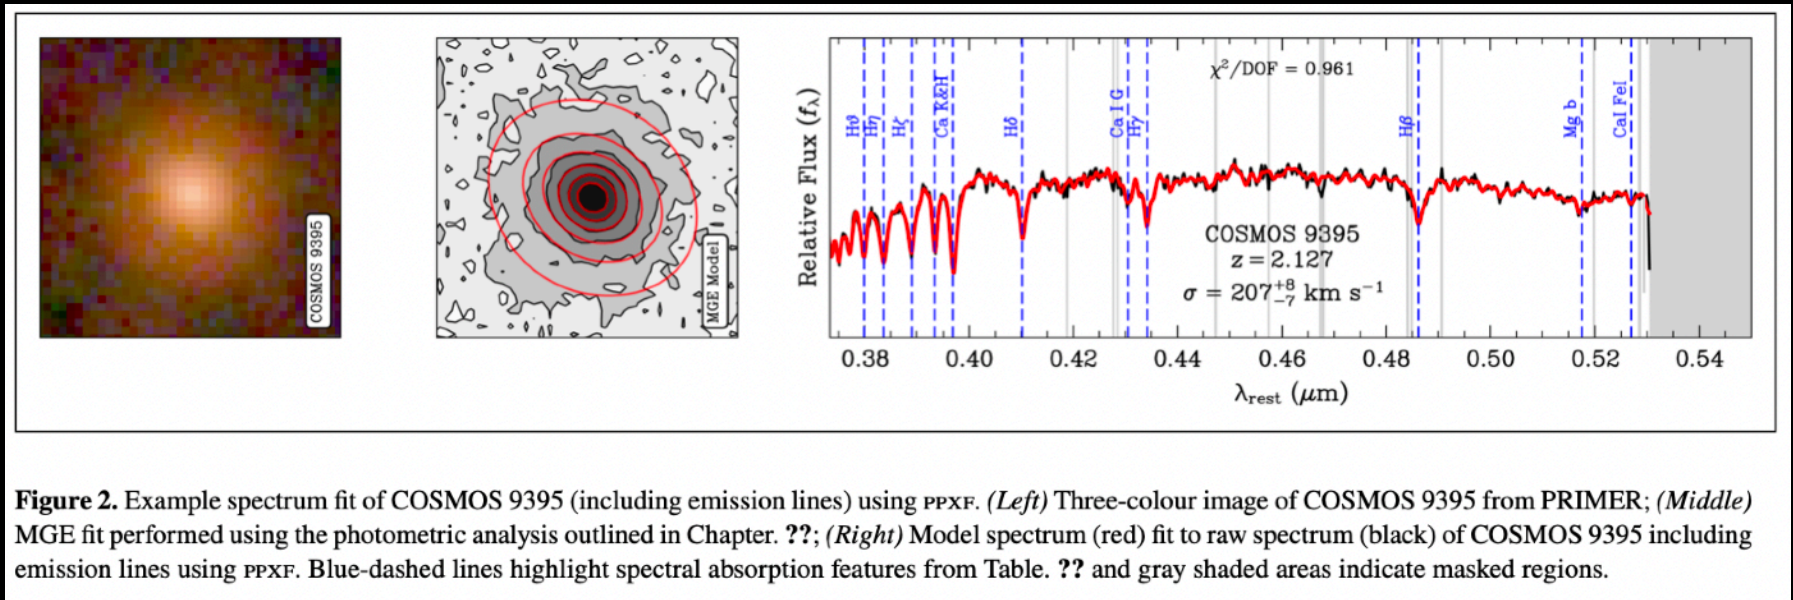 COSMOS 9395
MGE Model
Relative Flux (fλ)
Hϑ
Hη
Hζ
Ca K&H
Hδ
Ca I G
Hγ
Hβ
Mg b
CaI FeI
χ²/DOF = 0.961
COSMOS 9395
z = 2.127
σ = 207+8−7 km s−1
0.38 0.40 0.42 0.44 0.46 0.48 0.50 0.52 0.54
λrest (μm)
Figure 2. Example spectrum fit of COSMOS 9395 (including emission lines) using PPXF. (Left) Three-colour image of COSMOS 9395 from PRIMER; (Middle)
MGE fit performed using the photometric analysis outlined in Chapter. ??; (Right) Model spectrum (red) fit to raw spectrum (black) of COSMOS 9395 including
emission lines using PPXF. Blue-dashed lines highlight spectral absorption features from Table. ?? and gray shaded areas indicate masked regions.